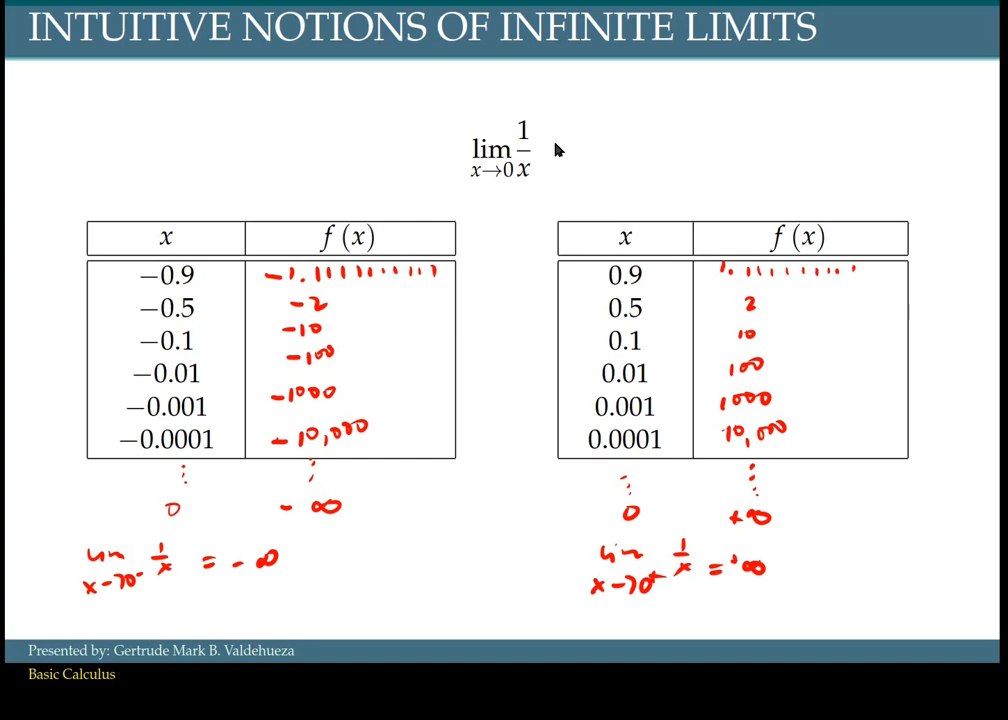 INTUITIVE NOTIONS OF INFINITE LIMITS
lim x→0 1/x
x f (x)
−0.9 -1.1111111111
−0.5 -2
−0.1 -10
−0.01 -100
−0.001 -1000
−0.0001 -10,000
⋮ ⋮
0 - ∞
lim x→0⁻ 1/x = -∞
x f (x)
0.9 1.111111111
0.5 2
0.1 10
0.01 100
0.001 1000
0.0001 10,000
⋮ ⋮
0 +∞
lim x→0⁺ 1/x = +∞
Presented by: Gertrude Mark B. Valdehueza
Basic Calculus